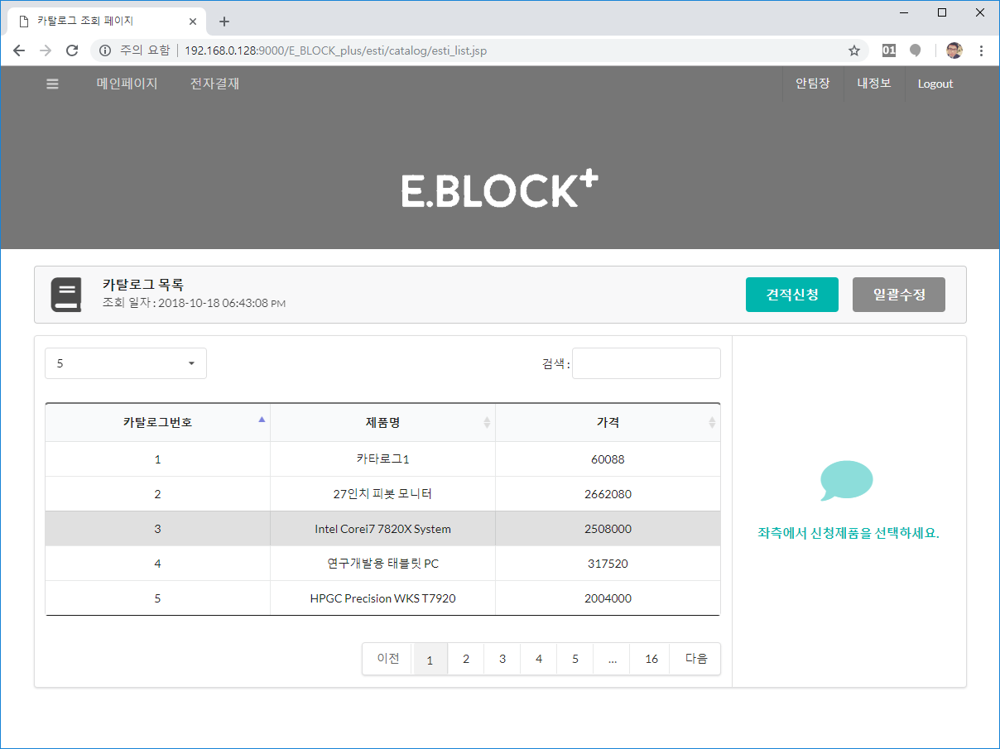 카탈로그 조회 페이지
주의 요함 192.168.0.128:9000/E_BLOCK_plus/esti/catalog/esti_list.jsp 01
메인페이지 전자결재 안팀장 내정보 Logout
E.BLOCK+
카탈로그 목록
조회 일자 : 2018-10-18 06:43:08 PM
견적신청 일괄수정
5 검색 :
카탈로그번호 제품명 가격
1 카타로그1 60088
2 27인치 피봇 모니터 2662080
3 Intel Corei7 7820X System 2508000
4 연구개발용 태블릿 PC 317520
5 HPGC Precision WKS T7920 2004000
이전 1 2 3 4 5 ... 16 다음
좌측에서 신청제품을 선택하세요.